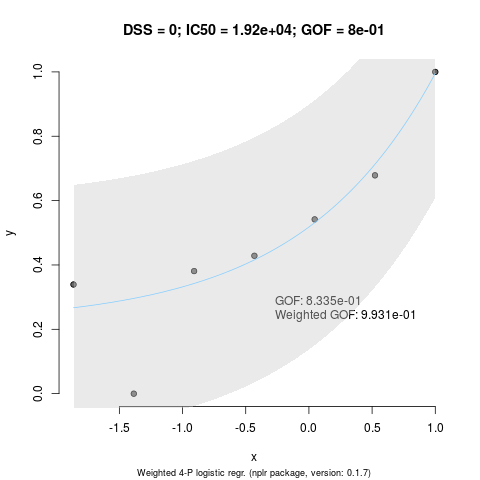 DSS = 0; IC50 = 1.92e+04; GOF = 8e-01
1.0
0.8
0.6
y
0.4
GOF: 8.335e-01
Weighted GOF: 9.931e-01
0.2
0.0
-1.5 -1.0 -0.5 0.0 0.5 1.0
x
Weighted 4-P logistic regr. (nplr package, version: 0.1.7)